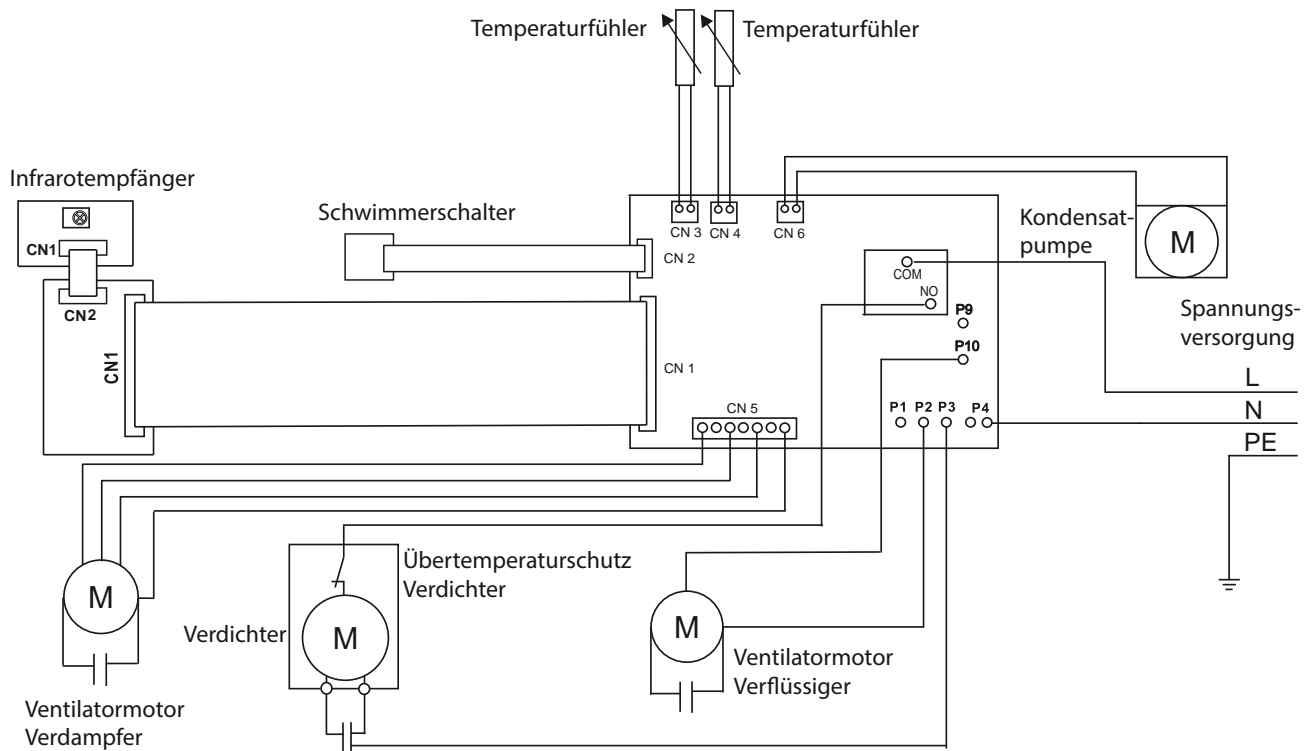 Temperaturfühler
Temperaturfühler
Infrarotempfänger
CN1
CN2
CN1
Schwimmerschalter
CN 3
CN 4
CN 6
CN 2
CN 1
CN 5
COM
NO
P9
P10
P1
P2
P3
P4
Kondensat-
pumpe
M
Spannungs-
versorgung
L
N
PE
M
Ventilatormotor
Verdampfer
Übertemperaturschutz
Verdichter
Verdichter
M
M
Ventilatormotor
Verflüssiger